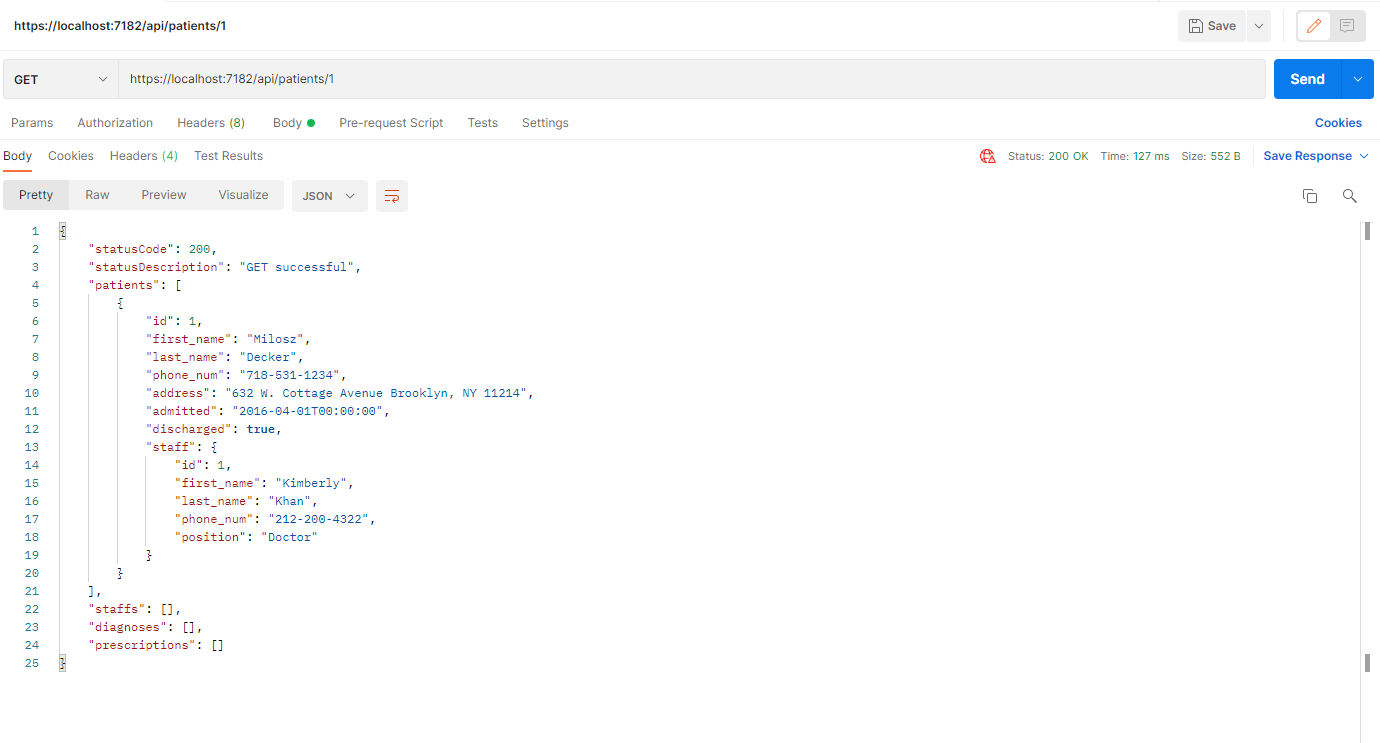 https://localhost:7182/api/patients/1
Save
GET https://localhost:7182/api/patients/1 Send
Params Authorization Headers (8) Body Pre-request Script Tests Settings Cookies
Body Cookies Headers (4) Test Results Status: 200 OK Time: 127 ms Size: 552 B Save Response
Pretty Raw Preview Visualize JSON
1 {
2 "statusCode": 200,
3 "statusDescription": "GET successful",
4 "patients": [
5 {
6 "id": 1,
7 "first_name": "Milosz",
8 "last_name": "Decker",
9 "phone_num": "718-531-1234",
10 "address": "632 W. Cottage Avenue Brooklyn, NY 11214",
11 "admitted": "2016-04-01T00:00:00",
12 "discharged": true,
13 "staff": {
14 "id": 1,
15 "first_name": "Kimberly",
16 "last_name": "Khan",
17 "phone_num": "212-200-4322",
18 "position": "Doctor"
19 }
20 }
21 ],
22 "staffs": [],
23 "diagnoses": [],
24 "prescriptions": []
25 }